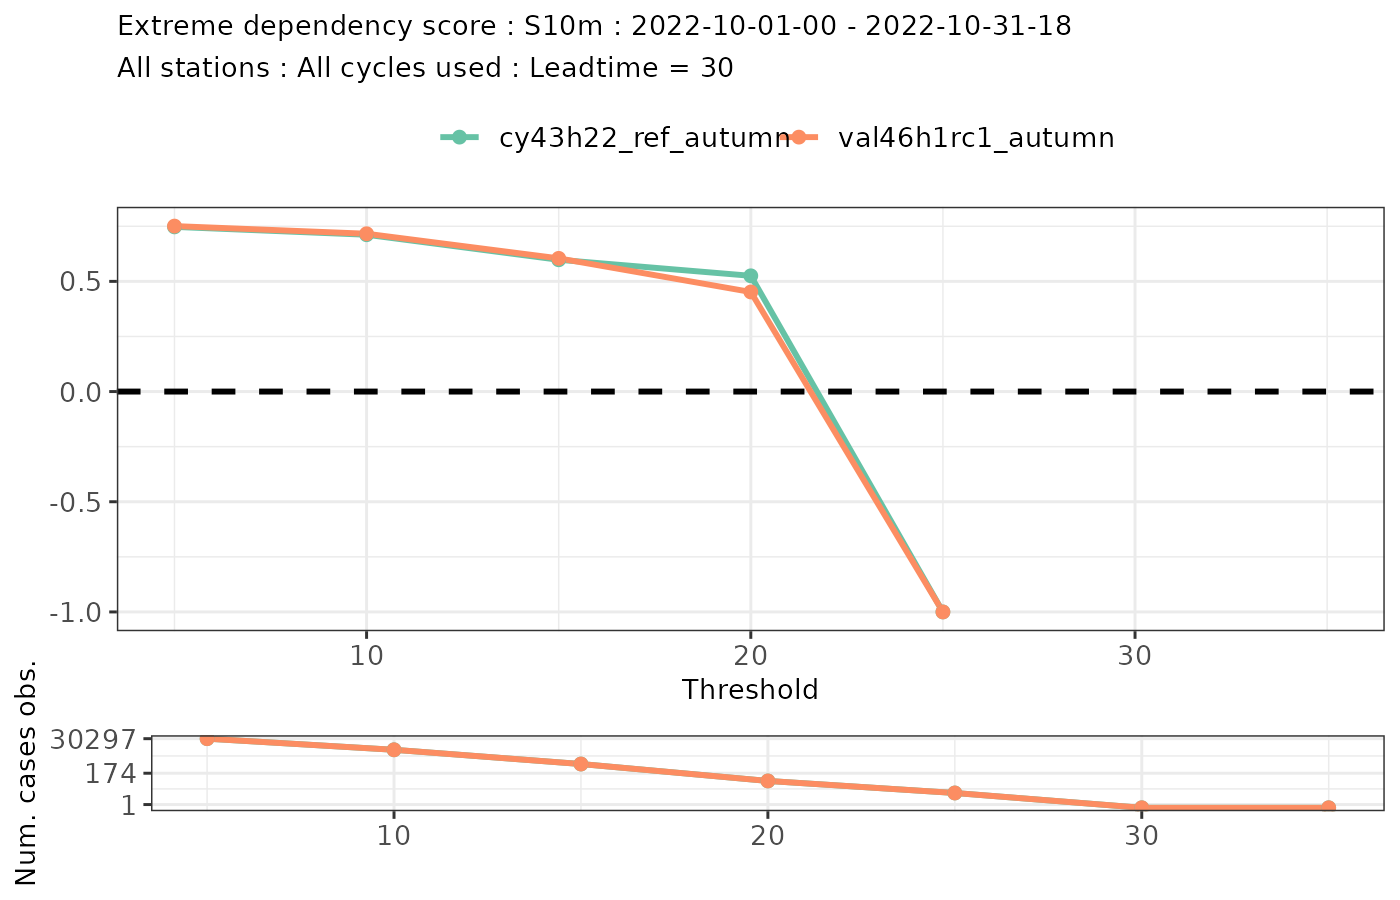 Extreme dependency score : S10m : 2022-10-01-00 - 2022-10-31-18
All stations : All cycles used : Leadtime = 30
cy43h22_ref_autumn val46h1rc1_autumn
0.5
0.0
-0.5
-1.0
10 20 30
Threshold
Num. cases obs.
30297
174
1
10 20 30